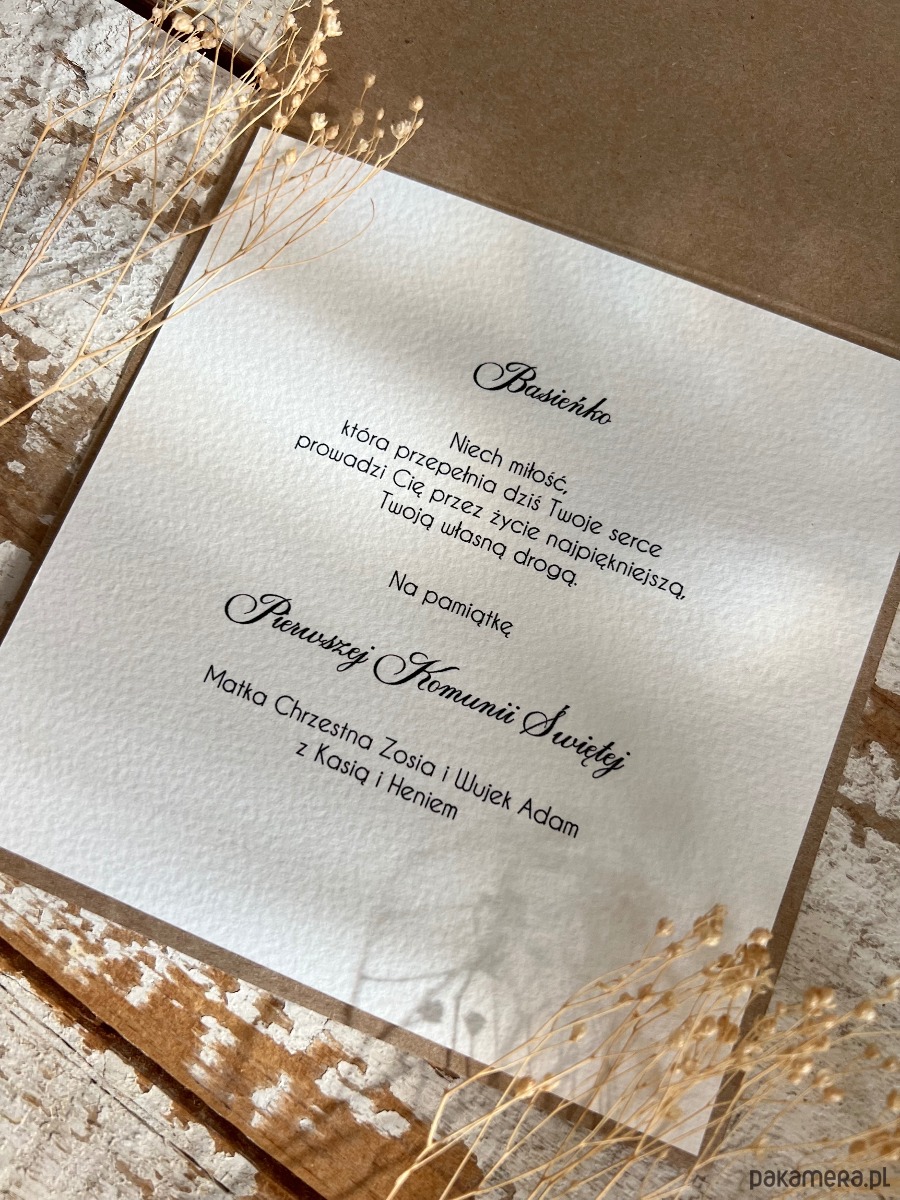 Basieńko
Niech miłość,
która przepełnia dziś Twoje serce
prowadzi Cię przez życie najpiękniejszą,
Twoją własną drogą.
Na pamiątkę
Pierwszej Komunii Świętej
Matka Chrzestna Zosia i Wujek Adam
z Kasią i Heniem
pakamera.pl